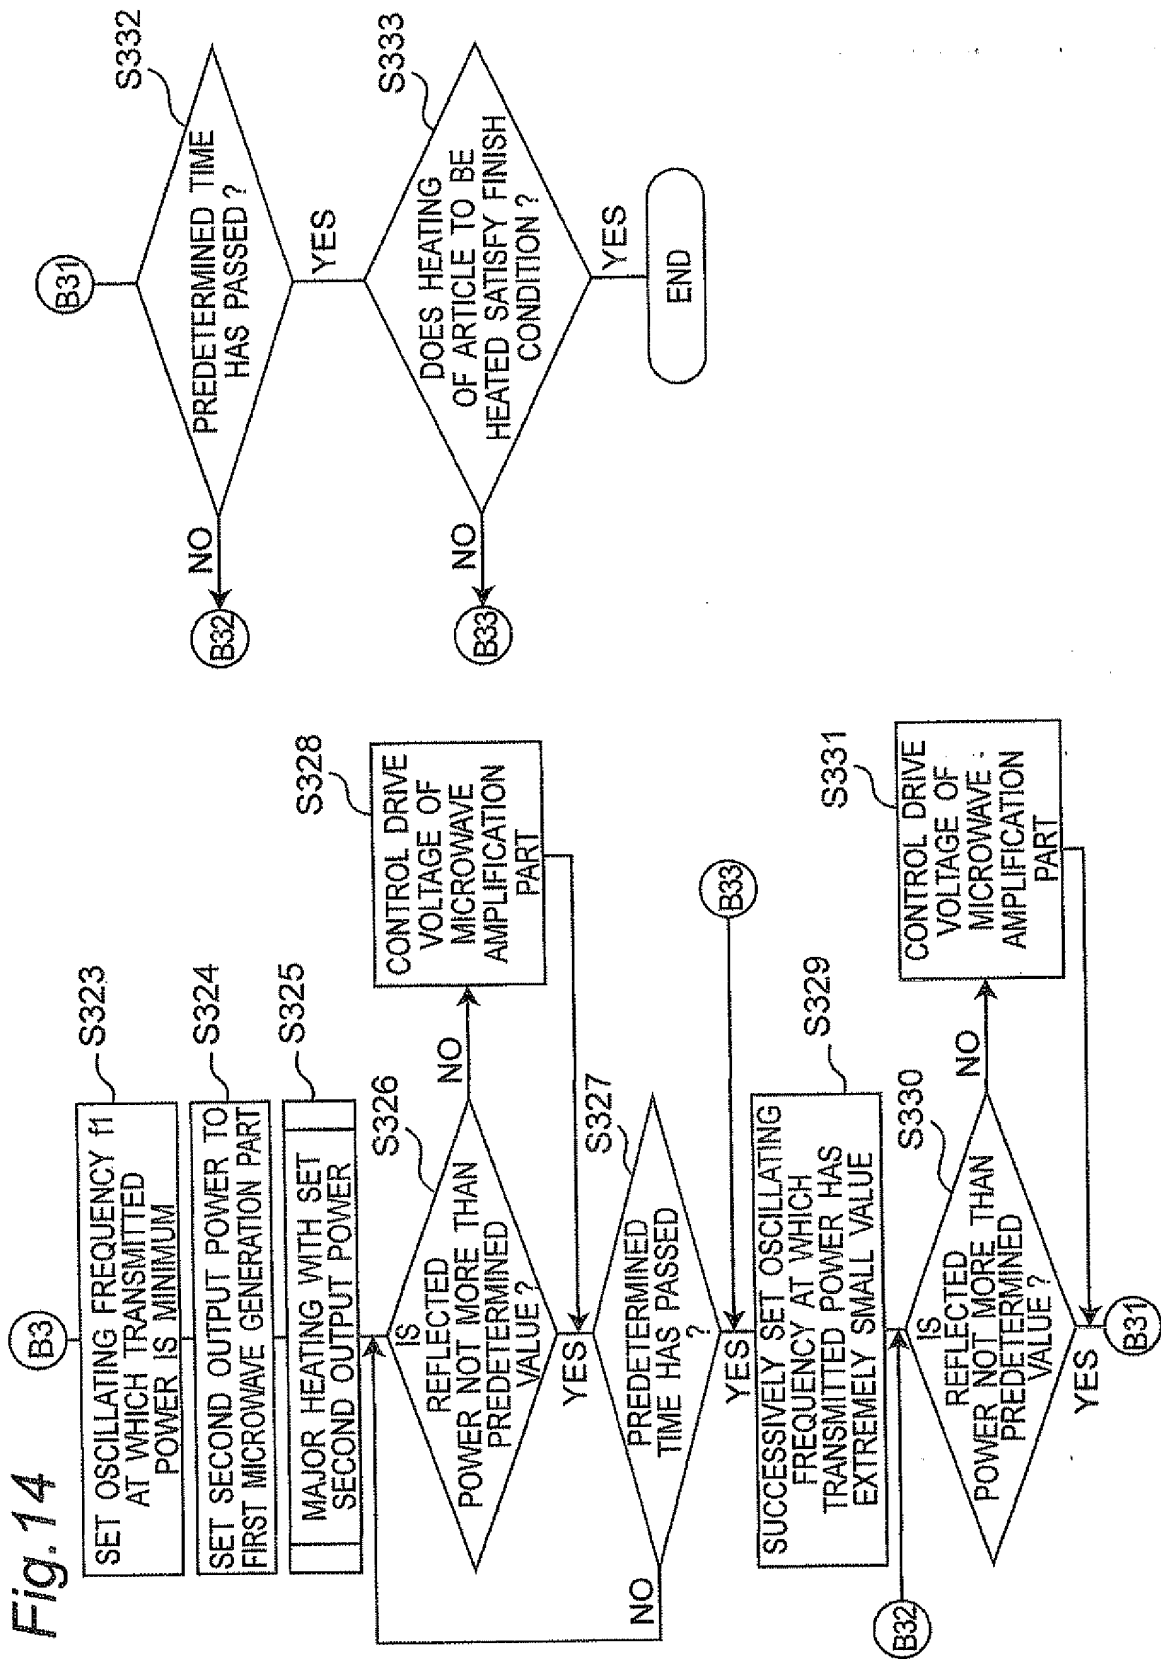 Fig.14
B3
SET OSCILLATING FREQUENCY f1
AT WHICH TRANSMITTED
POWER IS MINIMUM
S323
SET SECOND OUTPUT POWER TO
FIRST MICROWAVE GENERATION PART
S324
MAJOR HEATING WITH SET
SECOND OUTPUT POWER
S325
IS
REFLECTED
POWER NOT MORE THAN
PREDETERMINED
VALUE?
S326
NO
YES
CONTROL DRIVE
VOLTAGE OF
MICROWAVE
AMPLIFICATION
PART
S328
PREDETERMINED
TIME HAS PASSED
?
S327
NO
YES
B33
SUCCESSIVELY SET OSCILLATING
FREQUENCY AT WHICH
TRANSMITTED POWER HAS
EXTREMELY SMALL VALUE
S329
B32
IS
REFLECTED
POWER NOT MORE THAN
PREDETERMINED
VALUE?
S330
NO
YES
CONTROL DRIVE
VOLTAGE OF
MICROWAVE
AMPLIFICATION
PART
S331
B31
B31
PREDETERMINED TIME
HAS PASSED?
S332
NO
B32
YES
DOES HEATING
OF ARTICLE TO BE
HEATED SATISFY FINISH
CONDITION?
S333
NO
B33
YES
END